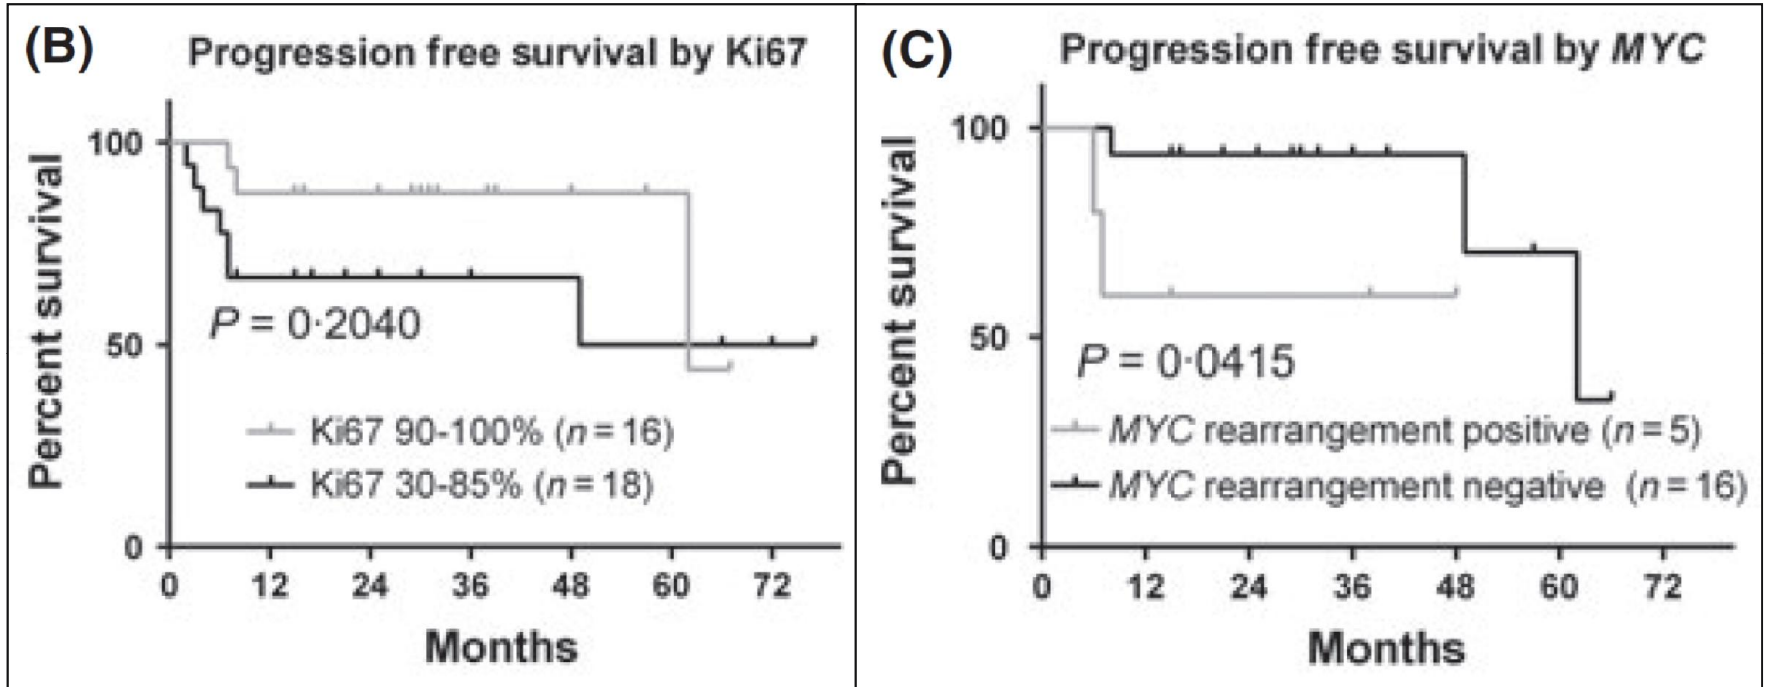 (B)
Progression free survival by Ki67
Percent survival
100
50
0
P = 0·2040
Ki67 90-100% (n = 16)
Ki67 30-85% (n = 18)
0 12 24 36 48 60 72
Months
(C)
Progression free survival by MYC
Percent survival
100
50
0
P = 0·0415
MYC rearrangement positive (n = 5)
MYC rearrangement negative (n = 16)
0 12 24 36 48 60 72
Months